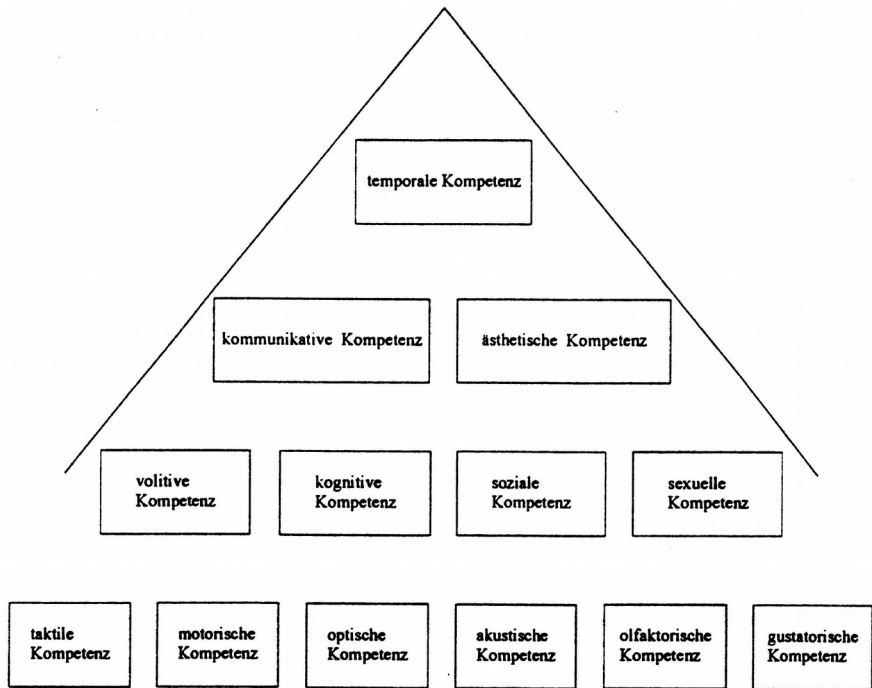 temporale Kompetenz
kommunikative Kompetenz
ästhetische Kompetenz
volitive
Kompetenz
kognitive
Kompetenz
soziale
Kompetenz
sexuelle
Kompetenz
taktile
Kompetenz
motorische
Kompetenz
optische
Kompetenz
akustische
Kompetenz
olfaktorische
Kompetenz
gustatorische
Kompetenz